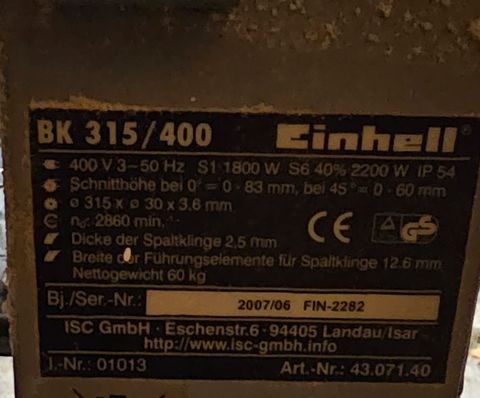 BK 315/400 Einhell®
400 V 3~50 Hz S1 1800 W S6 40% 2200 W IP 54
Schnitthöhe bei 0° = 0 - 83 mm, bei 45° = 0 - 60 mm
ø 315 x ø 30 x 3.6 mm
n₀: 2860 min.⁻¹
Dicke der Spaltklinge 2,5 mm
Breite der Führungselemente für Spaltklinge 12.6 mm
Nettogewicht 60 kg
CE GS
Bj./Ser.-Nr.: 2007/06 FIN-2282
ISC GmbH · Eschenstr.6 · 94405 Landau/Isar
http://www.isc-gmbh.info
I.-Nr.: 01013 Art.-Nr.: 43.071.40